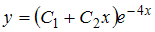 y = (C₁ + C₂x)e⁻⁴ˣ